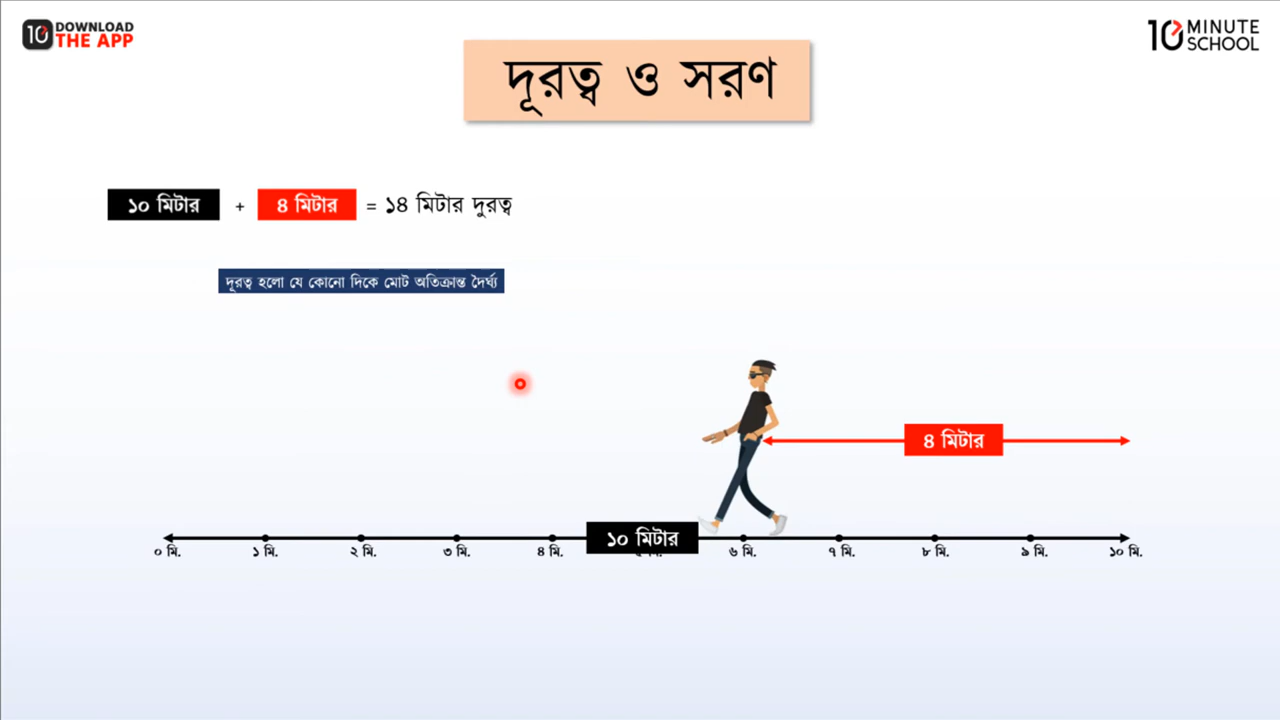 10 DOWNLOAD THE APP
10 MINUTE SCHOOL
দূরত্ব ও সরণ
১০ মিটার + ৪ মিটার = ১৪ মিটার দুরত্ব
দূরত্ব হলো যে কোনো দিকে মোট অতিক্রান্ত দৈর্ঘ্য
৪ মিটার
১০ মিটার
০ মি. ১ মি. ২ মি. ৩ মি. ৪ মি. ৬ মি. ৭ মি. ৮ মি. ৯ মি. ১০ মি.